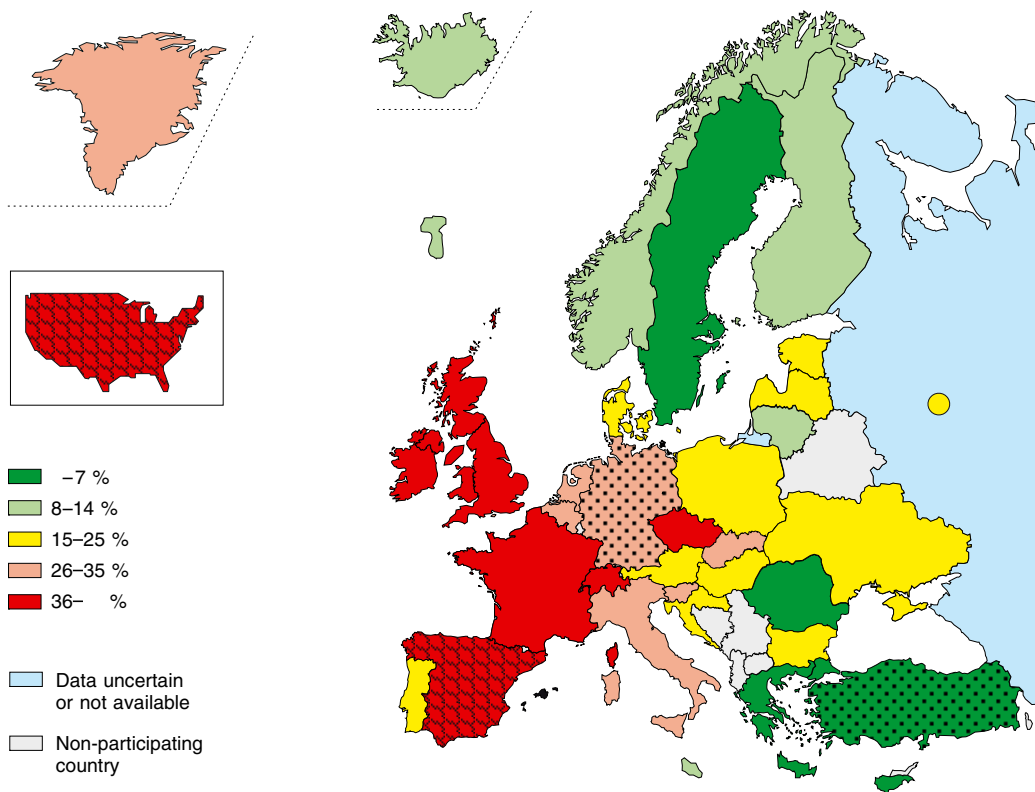 –7 %
8–14 %
15–25 %
26–35 %
36– %
Data uncertain
or not available
Non-participating
country